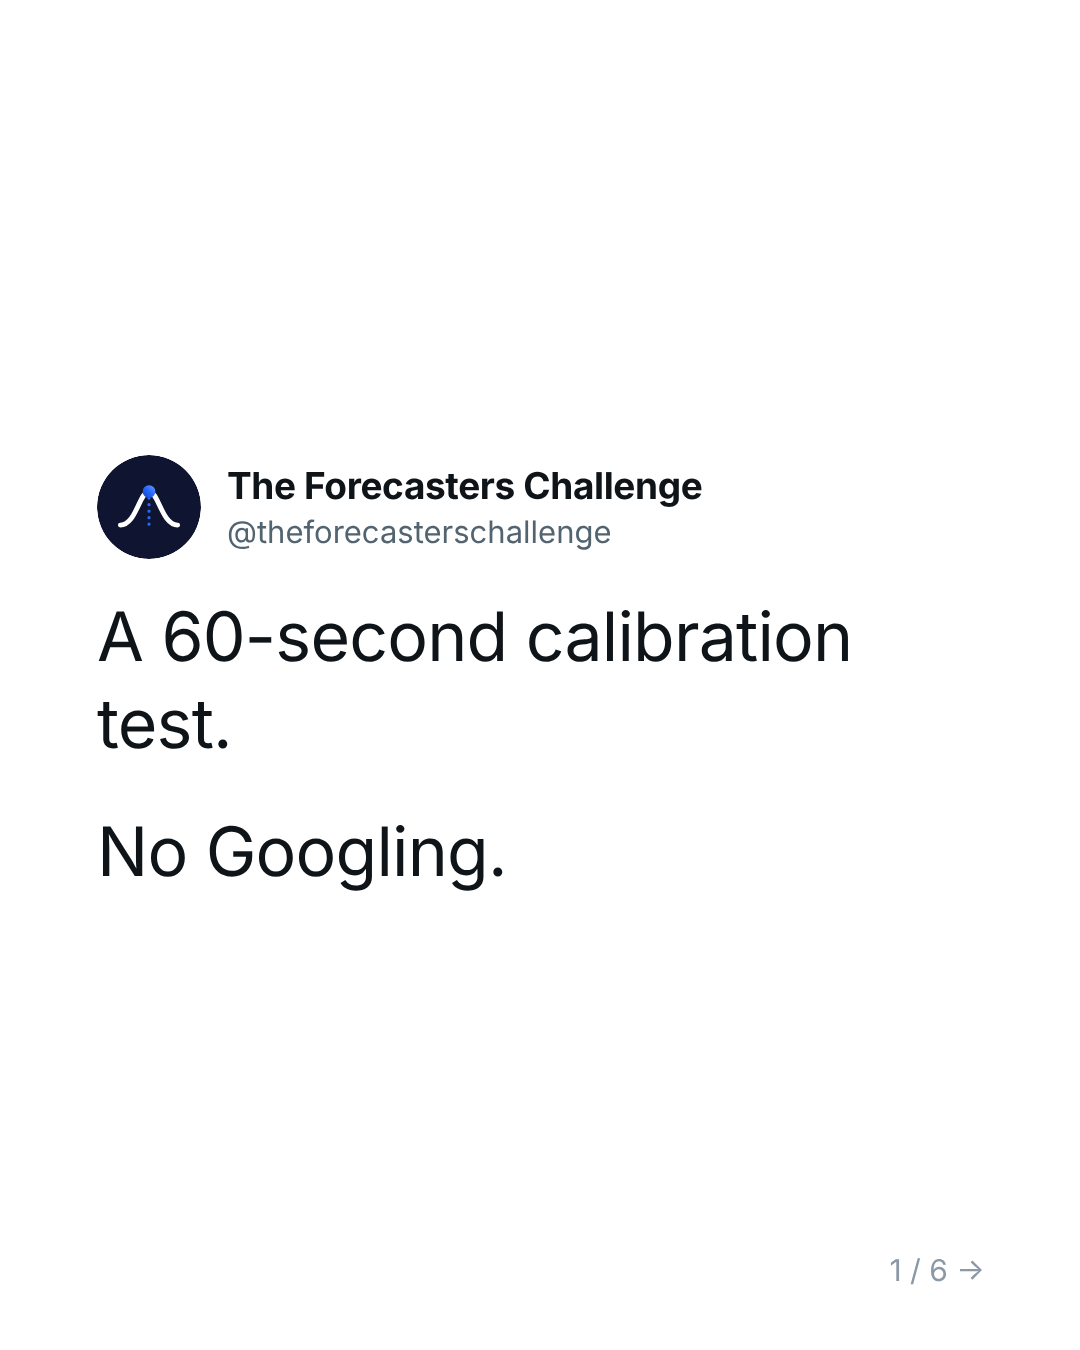 The Forecasters Challenge
@theforecasterschallenge
A 60-second calibration
test.
No Googling.
1 / 6 →